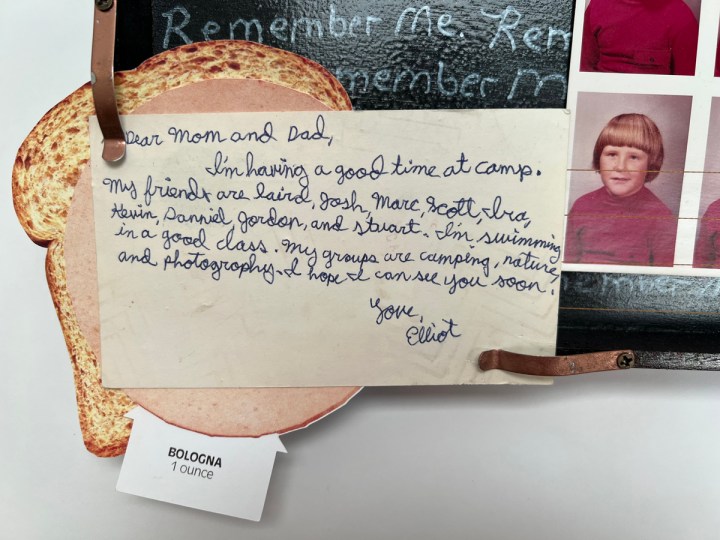 Remember Me. Rem
member m
Dear Mom and Dad,
I'm having a good time at camp.
My friends are Laird, Josh, Marc, Scott, Ira,
Kevin, Danniel, Jordon, and Stuart. I'm swimming
in a good class. My groups are camping, nature,
and photography. I hope I can see you soon.
Love,
Elliot
BOLOGNA
1 ounce